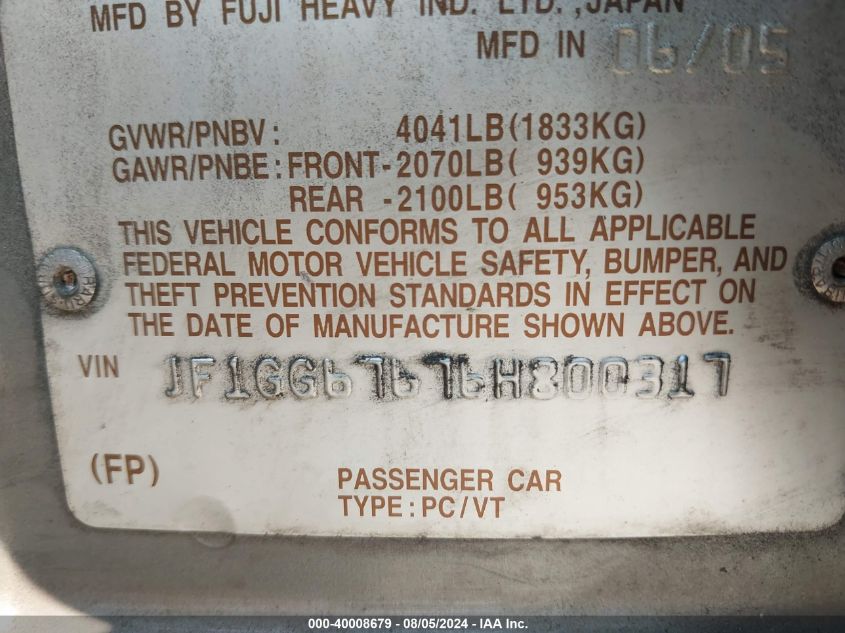 MFD BY FUJI HEAVY IND. LTD.,JAPAN
MFD IN 06/05
GVWR/PNBV: 4041LB(1833KG)
GAWR/PNBE:FRONT-2070LB( 939KG)
REAR -2100LB( 953KG)
THIS VEHICLE CONFORMS TO ALL APPLICABLE
FEDERAL MOTOR VEHICLE SAFETY, BUMPER, AND
THEFT PREVENTION STANDARDS IN EFFECT ON
THE DATE OF MANUFACTURE SHOWN ABOVE.
VIN JF1GG67676H800317
(FP)
PASSENGER CAR
TYPE:PC/VT
000-40008679 - 08/05/2024 - IAA Inc.